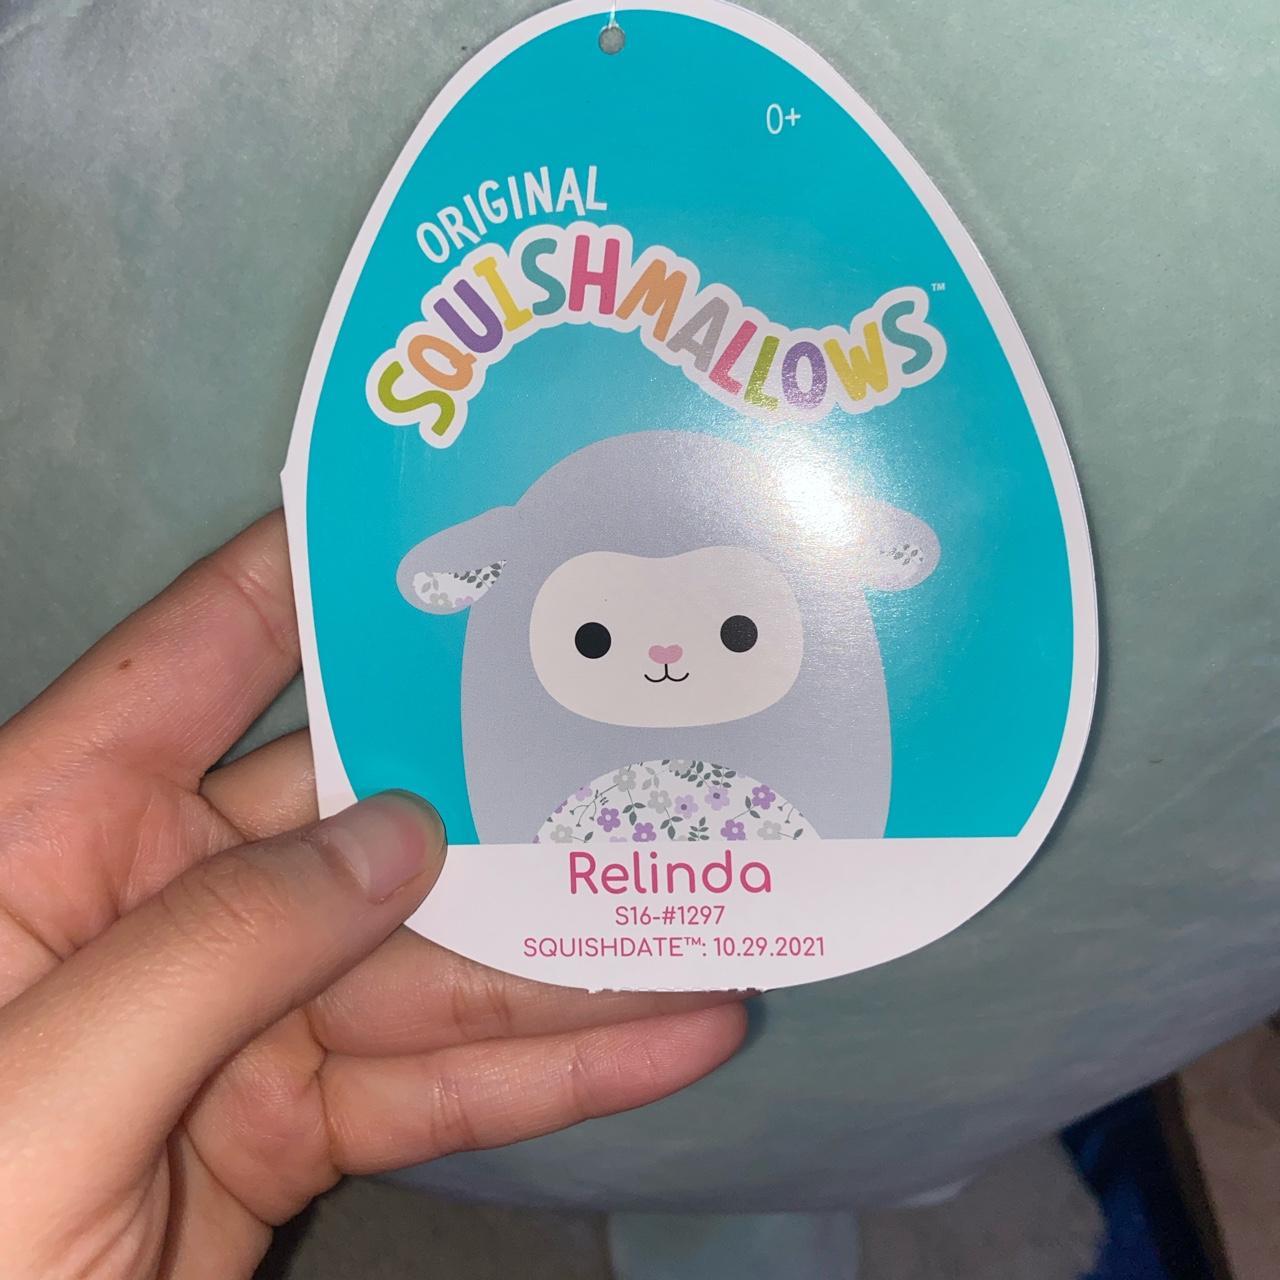 0+
ORIGINAL
SQUISHMALLOWS™
Relinda
S16-#1297
SQUISHDATE™: 10.29.2021